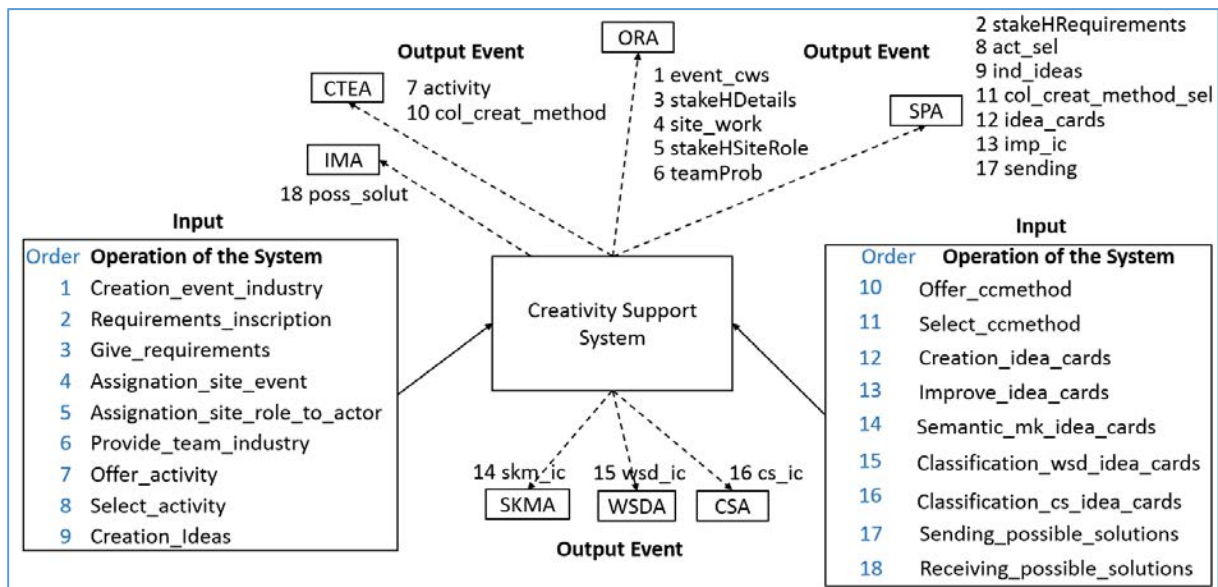 2 stakeHRequirements
8 act_sel
9 ind_ideas
11 col_creat_method_sel
12 idea_cards
13 imp_ic
17 sending
Output Event
ORA
Output Event
CTEA
7 activity
10 col_creat_method
1 event_cws
3 stakeHDetails
4 site_work
5 stakeHSiteRole
6 teamProb
SPA
IMA
18 poss_solut
Input
Order Operation of the System
1 Creation_event_industry
2 Requirements_inscription
3 Give_requirements
4 Assignation_site_event
5 Assignation_site_role_to_actor
6 Provide_team_industry
7 Offer_activity
8 Select_activity
9 Creation_Ideas
Creativity Support
System
Input
Order Operation of the System
10 Offer_ccmethod
11 Select_ccmethod
12 Creation_idea_cards
13 Improve_idea_cards
14 Semantic_mk_idea_cards
15 Classification_wsd_idea_cards
16 Classification_cs_idea_cards
17 Sending_possible_solutions
18 Receiving_possible_solutions
14 skm_ic
15 wsd_ic
16 cs_ic
SKMA
WSDA
CSA
Output Event